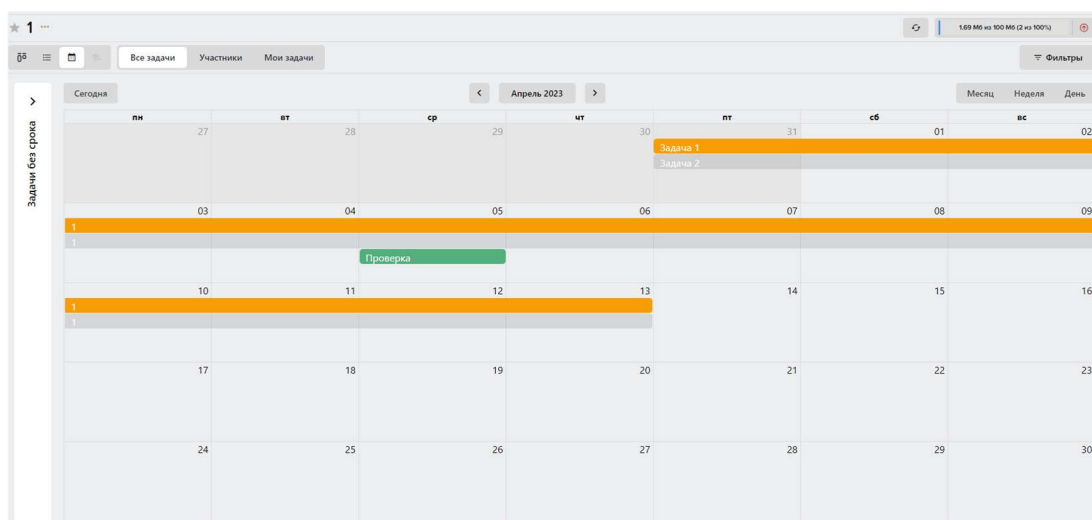 1 ...
1.69 Мб из 100 Мб (2 из 100%)
Все задачи Участники Мои задачи
Фильтры
Сегодня
Апрель 2023
Месяц Неделя День
Задачи без срока
пн вт ср чт пт сб вс
27 28 29 30 31 01 02
Задача 1
Задача 2
03 04 05 06 07 08 09
1
1
Проверка
10 11 12 13 14 15 16
1
1
17 18 19 20 21 22 23
24 25 26 27 28 29 30